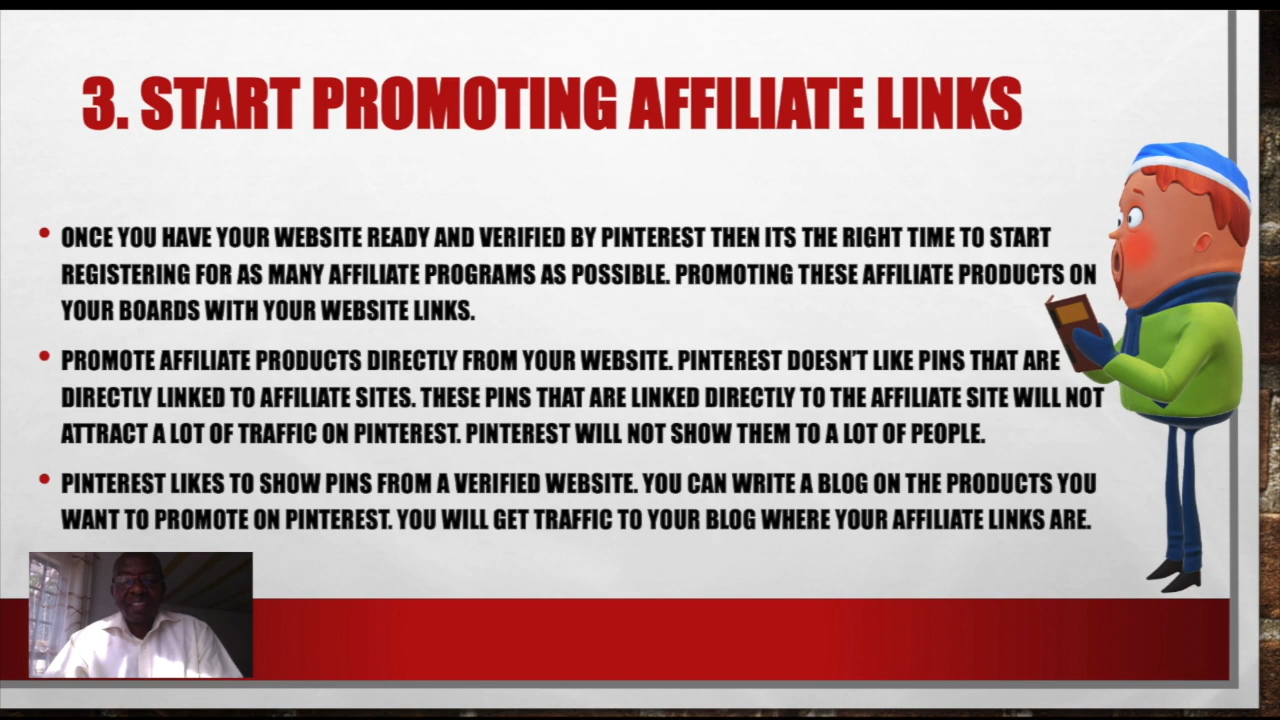 3. START PROMOTING AFFILIATE LINKS
• ONCE YOU HAVE YOUR WEBSITE READY AND VERIFIED BY PINTEREST THEN ITS THE RIGHT TIME TO START
REGISTERING FOR AS MANY AFFILIATE PROGRAMS AS POSSIBLE. PROMOTING THESE AFFILIATE PRODUCTS ON
YOUR BOARDS WITH YOUR WEBSITE LINKS.
• PROMOTE AFFILIATE PRODUCTS DIRECTLY FROM YOUR WEBSITE. PINTEREST DOESN'T LIKE PINS THAT ARE
DIRECTLY LINKED TO AFFILIATE SITES. THESE PINS THAT ARE LINKED DIRECTLY TO THE AFFILIATE SITE WILL NOT
ATTRACT A LOT OF TRAFFIC ON PINTEREST. PINTEREST WILL NOT SHOW THEM TO A LOT OF PEOPLE.
• PINTEREST LIKES TO SHOW PINS FROM A VERIFIED WEBSITE. YOU CAN WRITE A BLOG ON THE PRODUCTS YOU
WANT TO PROMOTE ON PINTEREST. YOU WILL GET TRAFFIC TO YOUR BLOG WHERE YOUR AFFILIATE LINKS ARE.